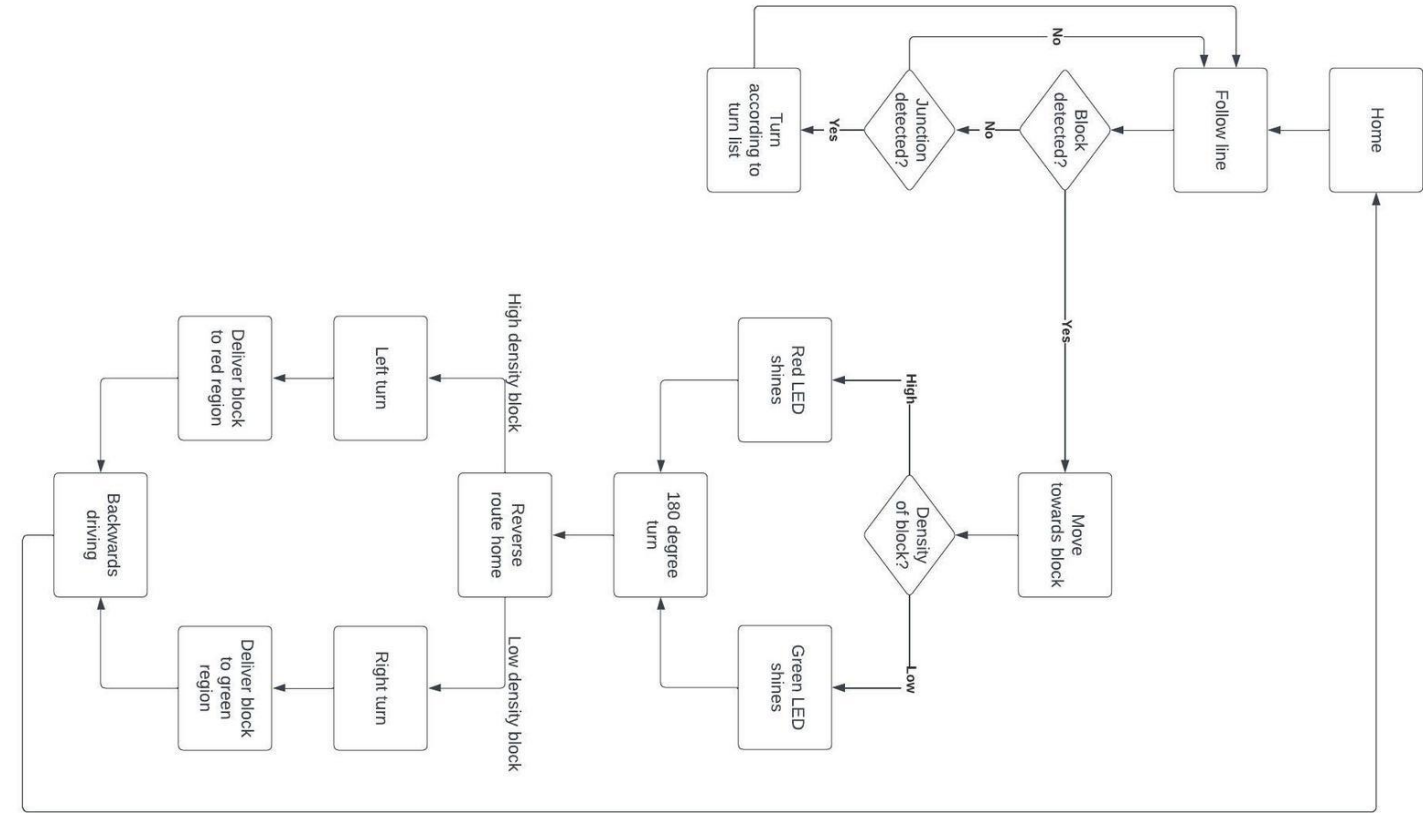 Home
Follow line
Block
detected?
No
Junction
detected?
No
Yes
Turn
according to
turn list
Yes
Move
towards block
Density
of block?
High
Low
Red LED
shines
Green LED
shines
180 degree
turn
Reverse
route home
High density block
Low density block
Left turn
Right turn
Deliver block
to red region
Deliver block
to green
region
Backwards
driving